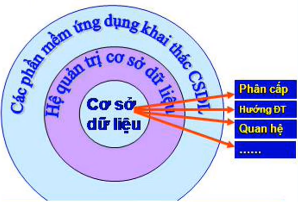 Các phần mềm ứng dụng khai thác CSDL
Hệ quản trị cơ sở dữ liệu
Cơ sở
dữ liệu
Phân cấp
Hướng ĐT
Quan hệ
......